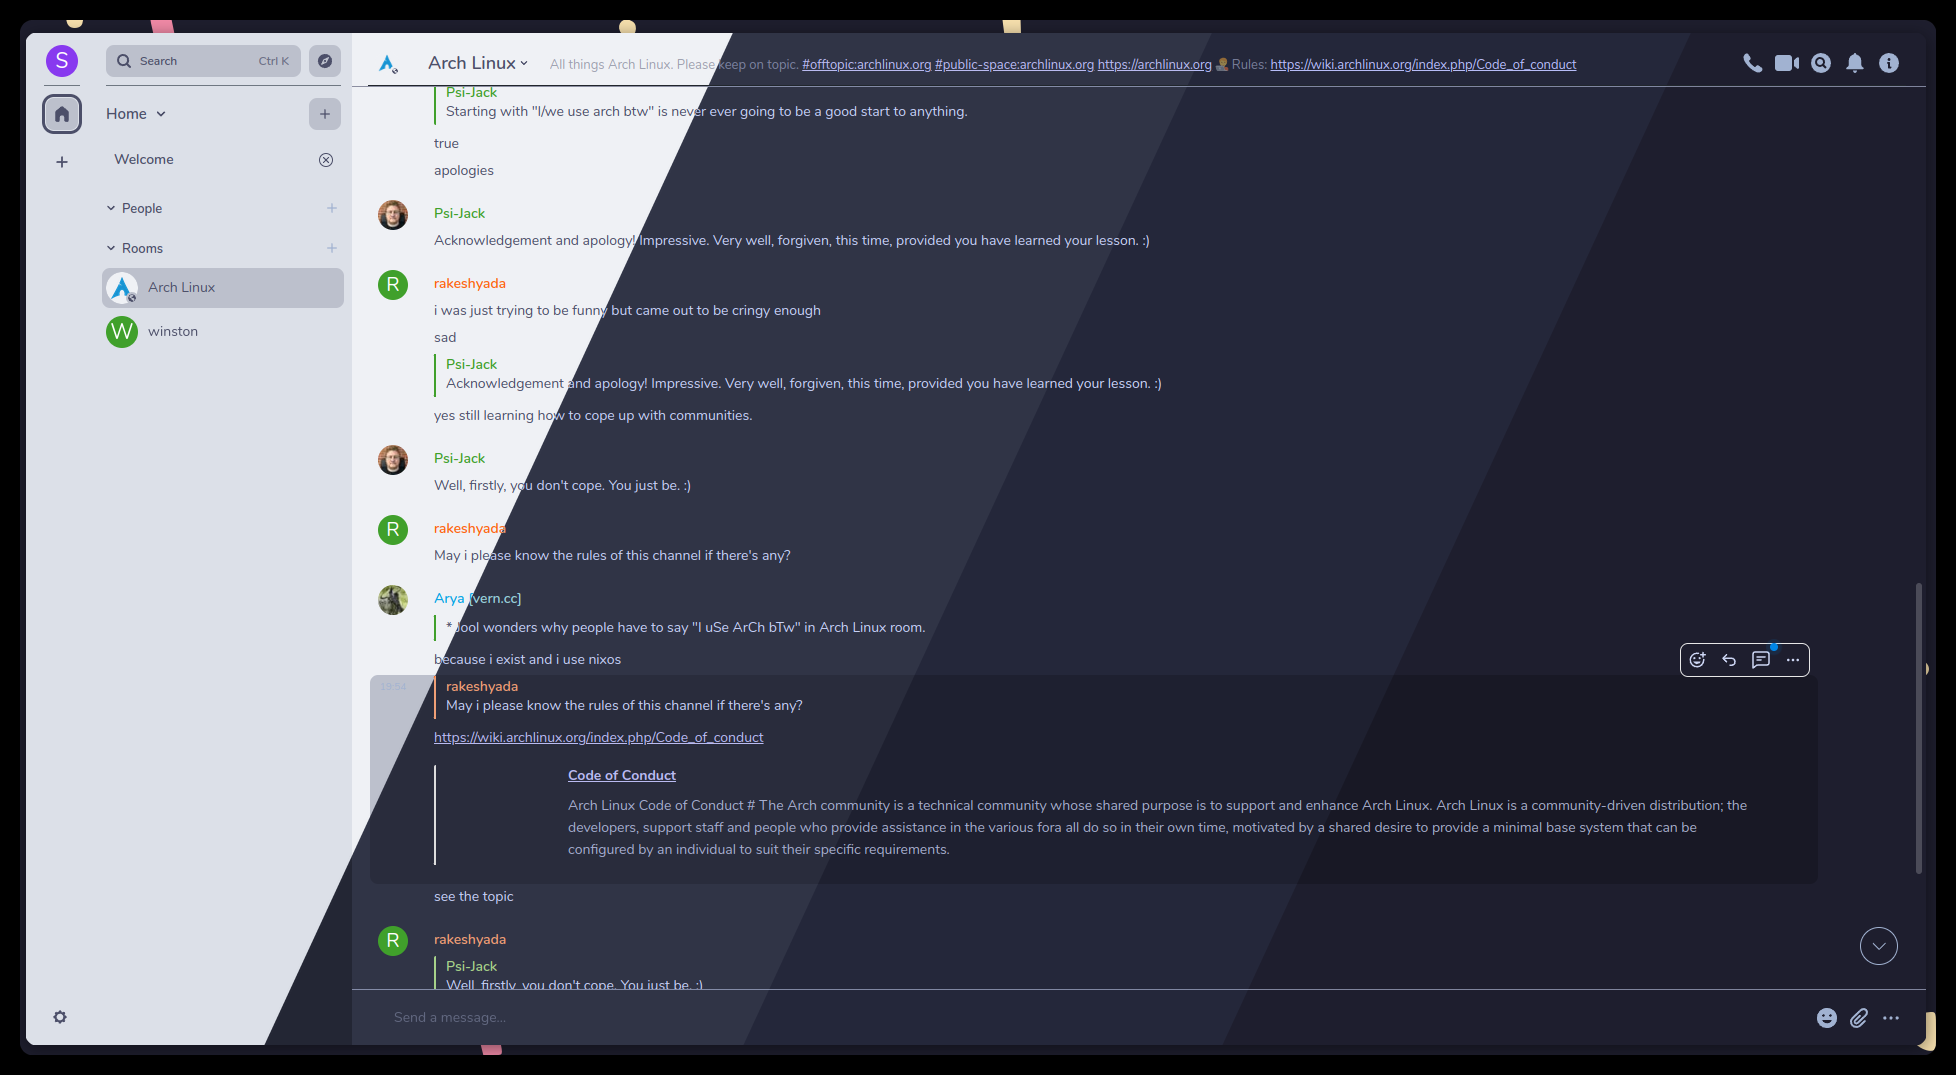 S
Search Ctrl K
Home
Welcome
People
Rooms
Arch Linux
W winston
Arch Linux All things Arch Linux. Please keep on topic. #offtopic:archlinux.org #public-space:archlinux.org https://archlinux.org Rules: https://wiki.archlinux.org/index.php/Code_of_conduct
Psi-Jack
Starting with "I/we use arch btw" is never ever going to be a good start to anything.
true
apologies
Psi-Jack
Acknowledgement and apology! Impressive. Very well, forgiven, this time, provided you have learned your lesson. :)
R rakeshyada
i was just trying to be funny but came out to be cringy enough
sad
Psi-Jack
Acknowledgement and apology! Impressive. Very well, forgiven, this time, provided you have learned your lesson. :)
yes still learning how to cope up with communities.
Psi-Jack
Well, firstly, you don't cope. You just be. :)
R rakeshyada
May i please know the rules of this channel if there's any?
Arya [vern.cc]
* Jool wonders why people have to say "I uSe ArCh bTw" in Arch Linux room.
because i exist and i use nixos
rakeshyada
May i please know the rules of this channel if there's any?
https://wiki.archlinux.org/index.php/Code_of_conduct
Code of Conduct
Arch Linux Code of Conduct # The Arch community is a technical community whose shared purpose is to support and enhance Arch Linux. Arch Linux is a community-driven distribution; the
developers, support staff and people who provide assistance in the various fora all do so in their own time, motivated by a shared desire to provide a minimal base system that can be
configured by an individual to suit their specific requirements.
see the topic
R rakeshyada
Psi-Jack
Well, firstly, you don't cope. You just be. :)
Send a message…